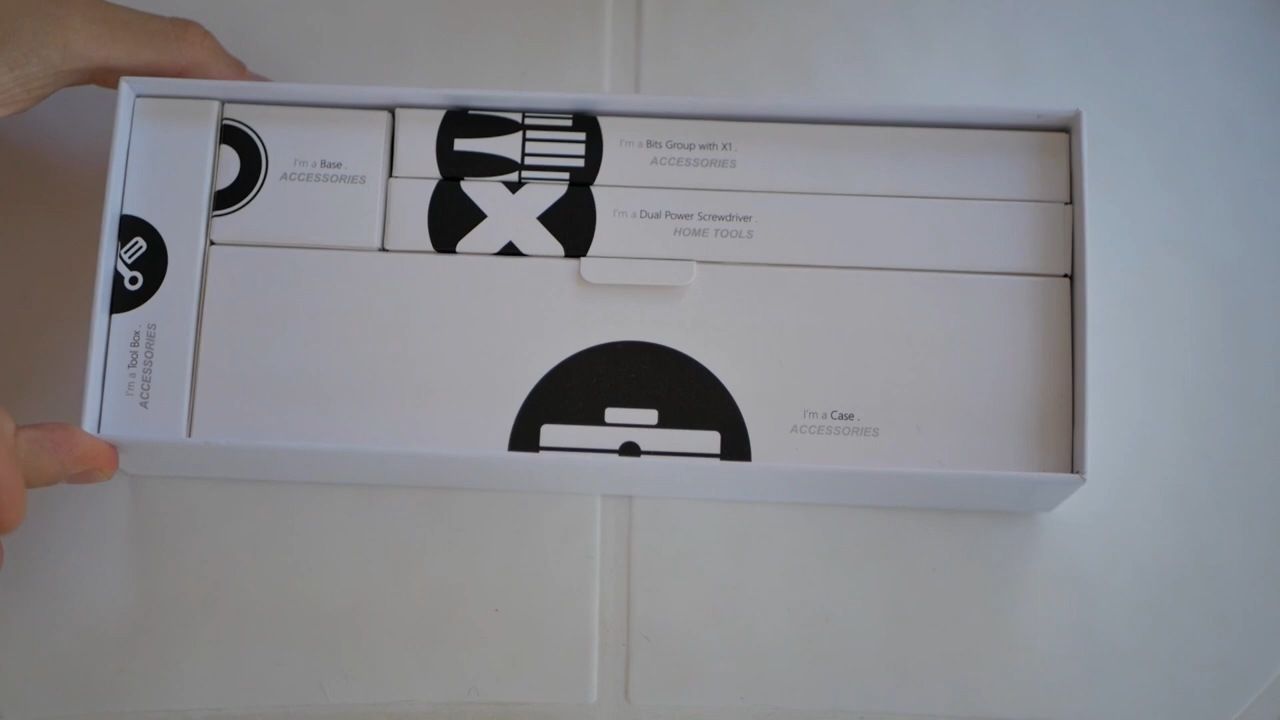 I'm a Bits Group with X1 .
ACCESSORIES
I'm a Base .
ACCESSORIES
I'm a Dual Power Screwdriver .
HOME TOOLS
I'm a Tool Box .
ACCESSORIES
I'm a Case .
ACCESSORIES